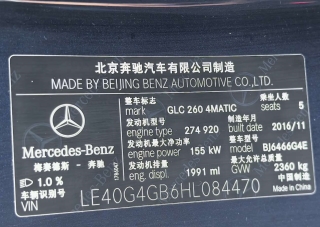 北京奔驰汽车有限公司制造
MADE BY BEIJING BENZ AUTOMOTIVE CO.,LTD.
整车标志 mark GLC 260 4MATIC 乘坐人数 seats 5
发动机型号 engine type 274 920 制造年月 built date 2016/11
发动机最大净功率 engine power 155 kW 整车型号 model BJ6466G4E
发动机排量 engine disp. 1991 ml 最大允许总质量 GVW 2360 kg
Mercedes-Benz
梅赛德斯－奔驰
1.0 %
中国制造
Made in China
车辆识别号
VIN LE40G4GB6HL084470